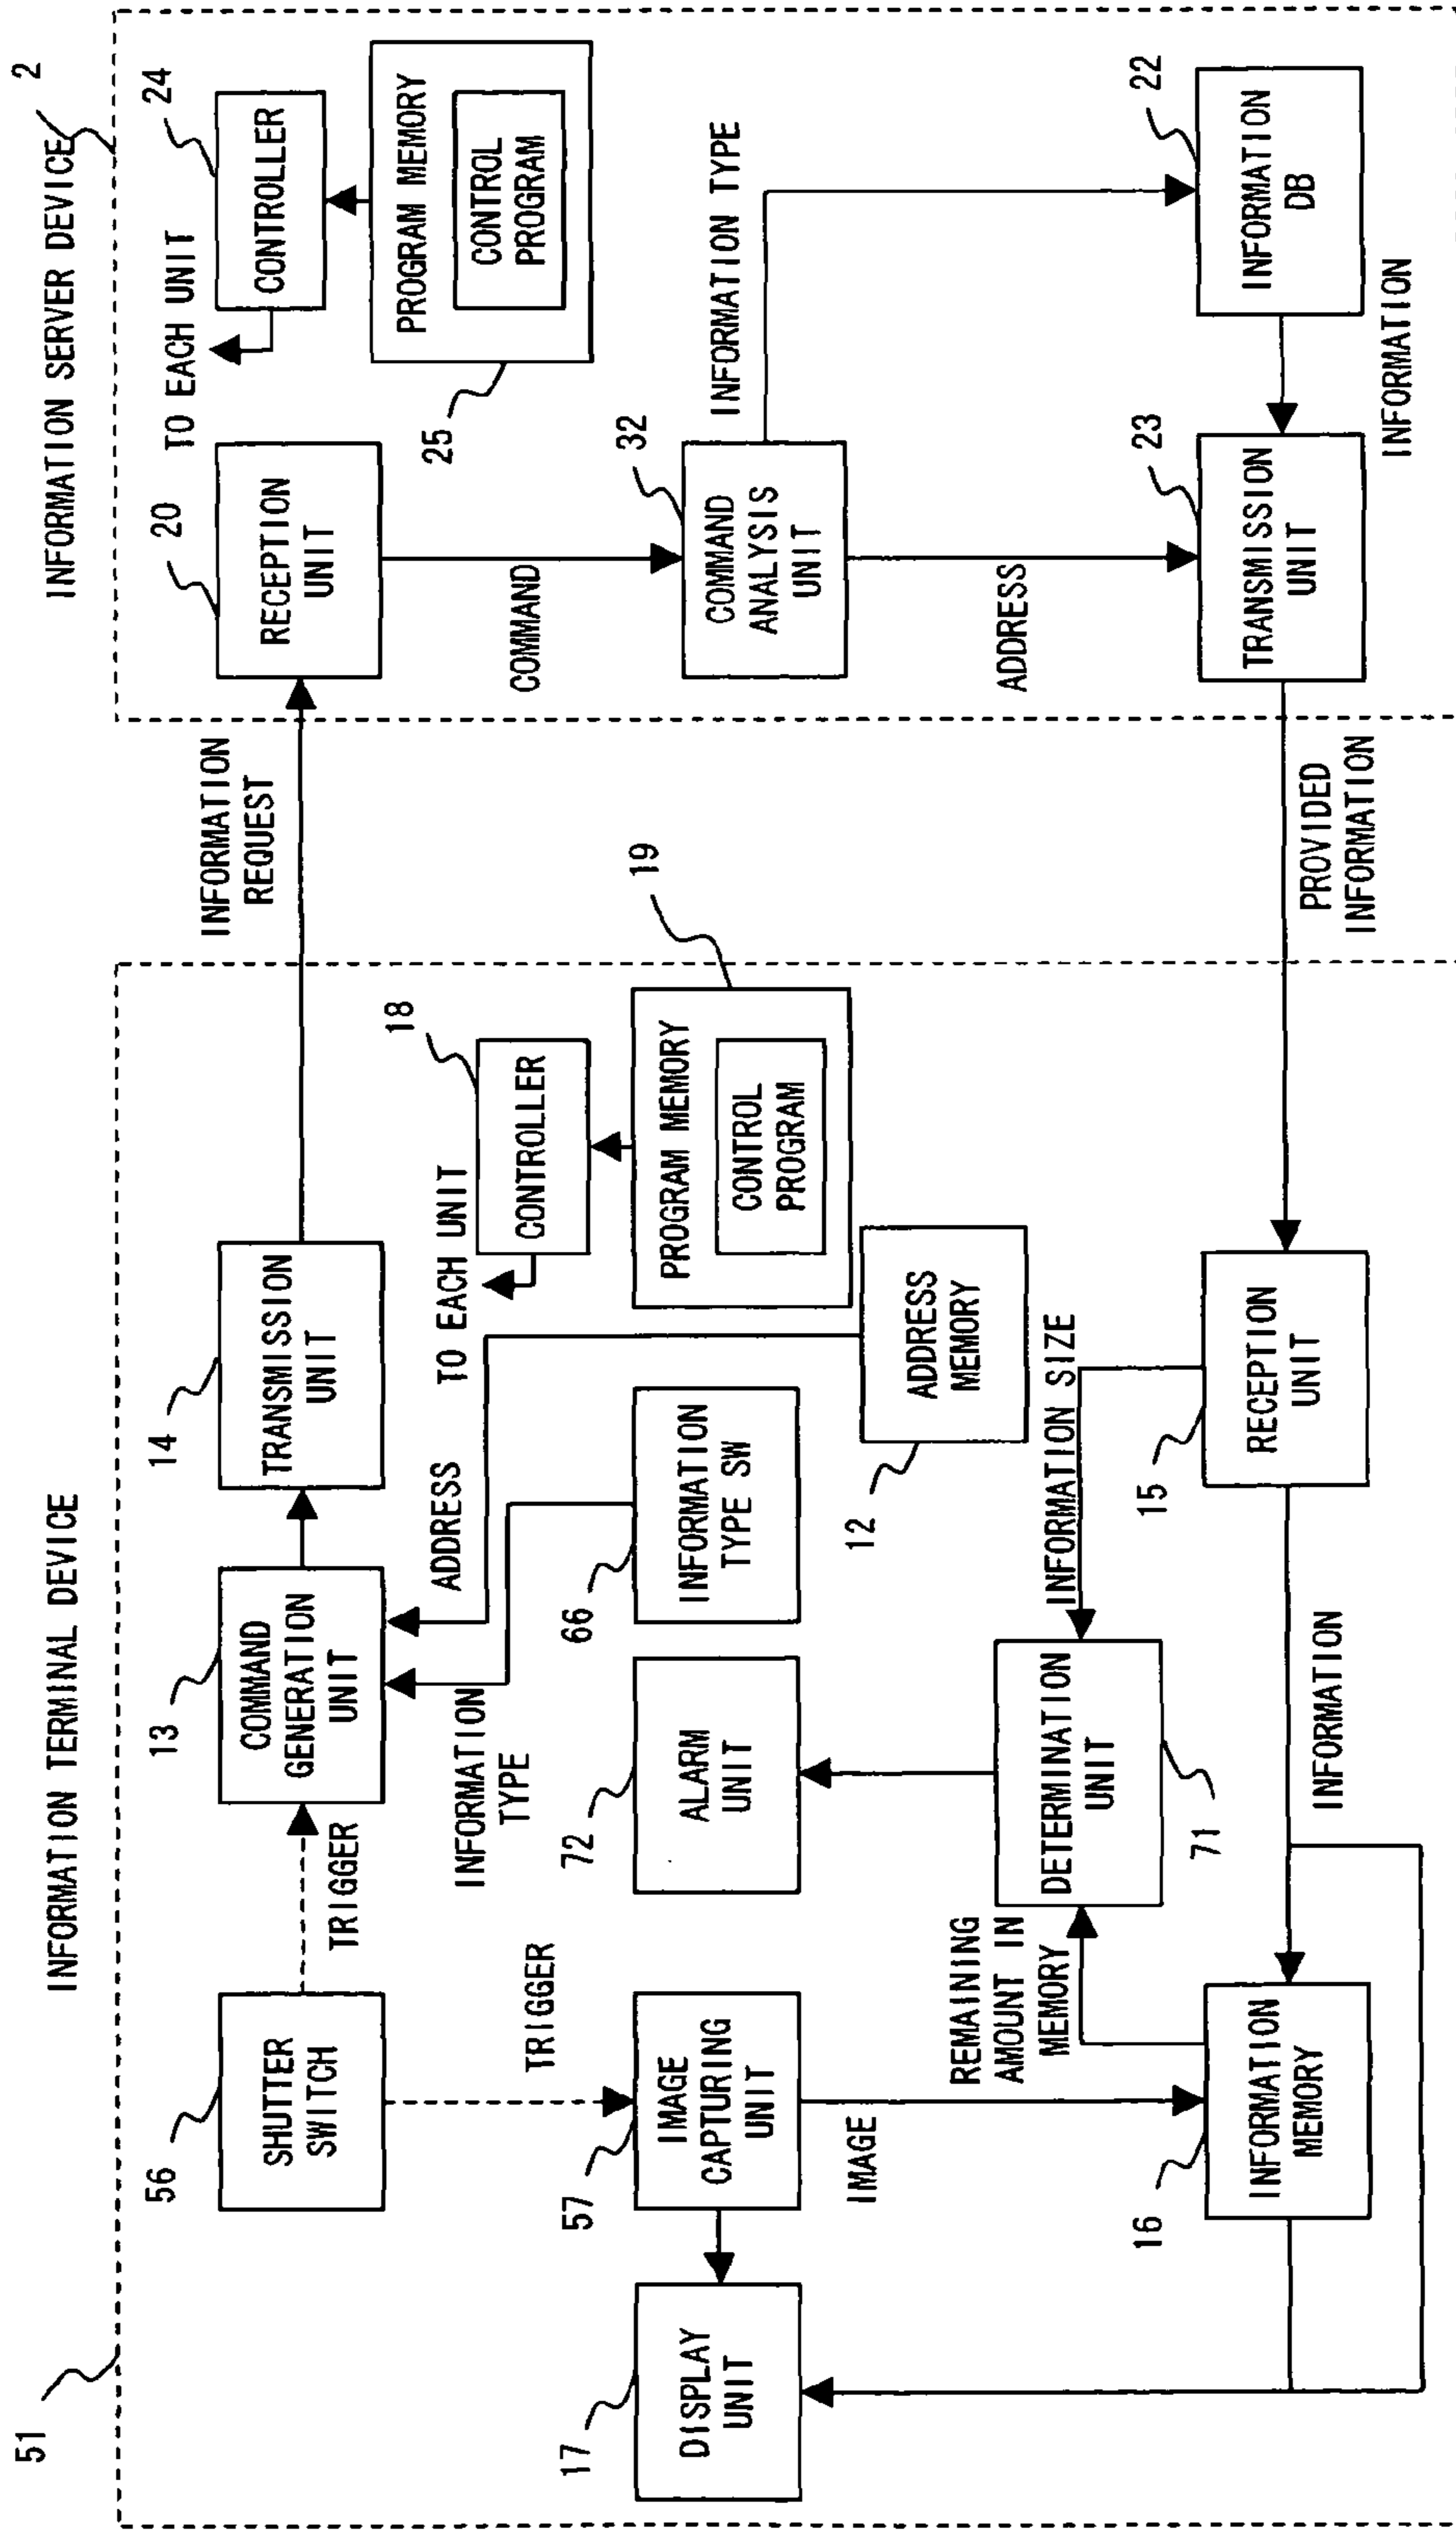 INFORMATION TERMINAL DEVICE
51
56
SHUTTER
SWITCH
TRIGGER
13
COMMAND
GENERATION
UNIT
14
TRANSMISSION
UNIT
INFORMATION
REQUEST
INFORMATION
TYPE
ADDRESS
TO EACH UNIT
18
CONTROLLER
19
PROGRAM MEMORY
CONTROL
PROGRAM
TRIGGER
17
DISPLAY
UNIT
57
IMAGE
CAPTURING
UNIT
72
ALARM
UNIT
66
INFORMATION
TYPE SW
12
ADDRESS
MEMORY
IMAGE
REMAINING
AMOUNT IN
MEMORY
DETERMINATION
UNIT
71
INFORMATION SIZE
16
INFORMATION
MEMORY
INFORMATION
15
RECEPTION
UNIT
PROVIDED
INFORMATION
INFORMATION SERVER DEVICE
2
20
RECEPTION
UNIT
TO EACH UNIT
24
CONTROLLER
25
PROGRAM MEMORY
CONTROL
PROGRAM
COMMAND
32
COMMAND
ANALYSIS
UNIT
INFORMATION TYPE
ADDRESS
23
TRANSMISSION
UNIT
22
INFORMATION
DB
INFORMATION